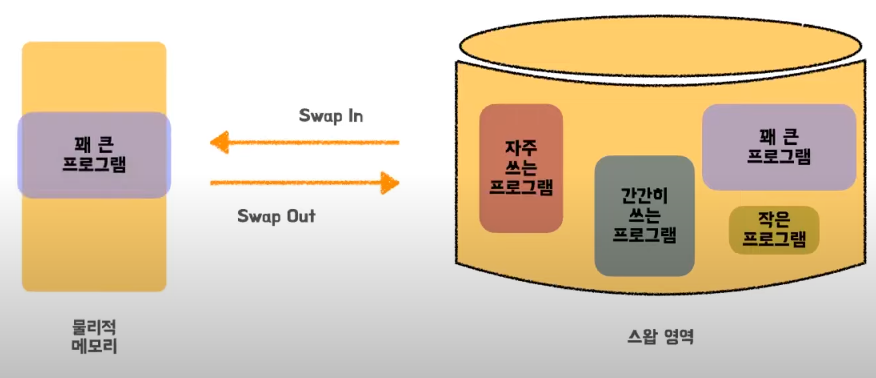 꽤 큰
프로그램
Swap In
Swap Out
물리적
메모리
자주
쓰는
프로그램
간간히
쓰는
프로그램
꽤 큰
프로그램
작은
프로그램
스왑 영역